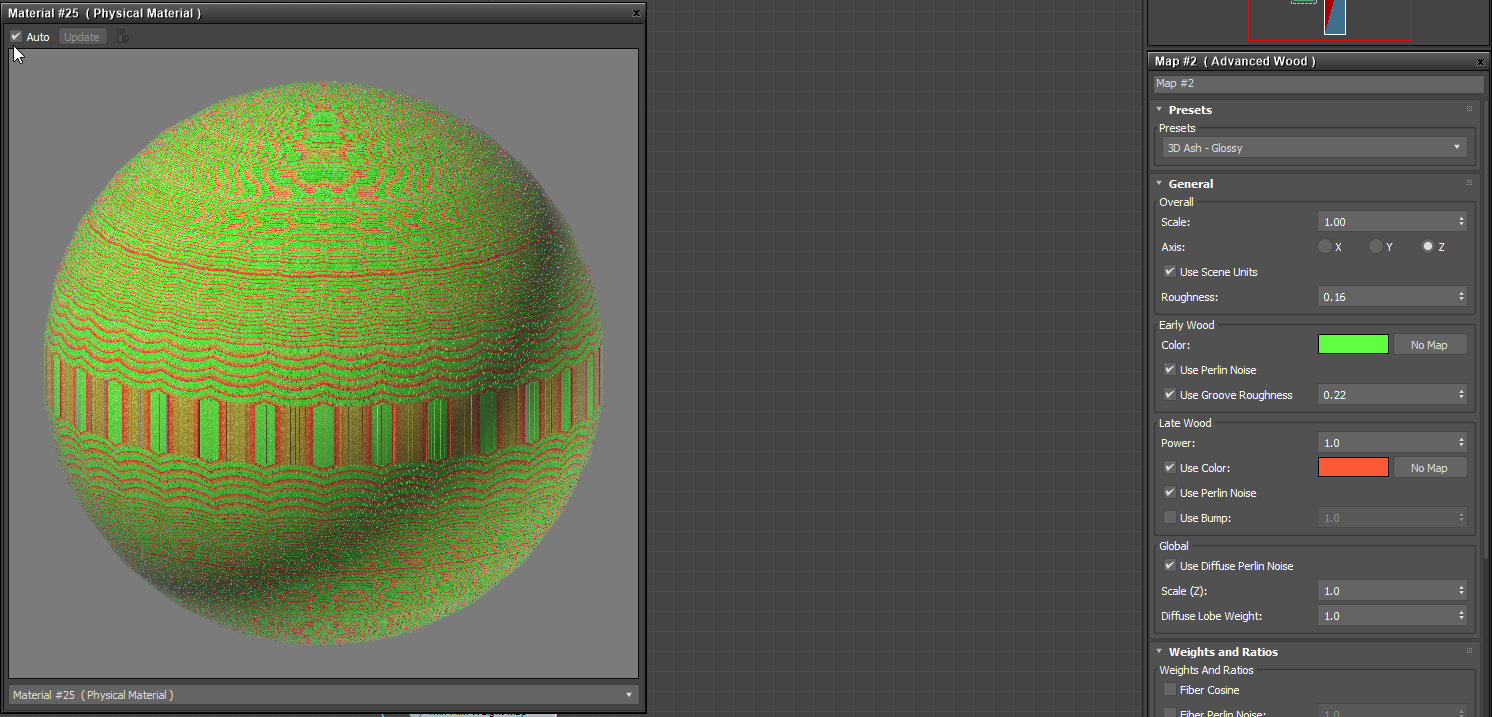 Material #25 ( Physical Material )
x
Auto
Update
Material #25 ( Physical Material )
Map #2 ( Advanced Wood )
x
Map #2
Presets
Presets
3D Ash - Glossy
General
Overall
Scale:
1.00
Axis:
X
Y
Z
Use Scene Units
Roughness:
0.16
Early Wood
Color:
No Map
Use Perlin Noise
Use Groove Roughness
0.22
Late Wood
Power:
1.0
Use Color:
No Map
Use Perlin Noise
Use Bump:
1.0
Global
Use Diffuse Perlin Noise
Scale (Z):
1.0
Diffuse Lobe Weight:
1.0
Weights and Ratios
Weights And Ratios
Fiber Cosine
Fiber Perlin Noise:
1.0